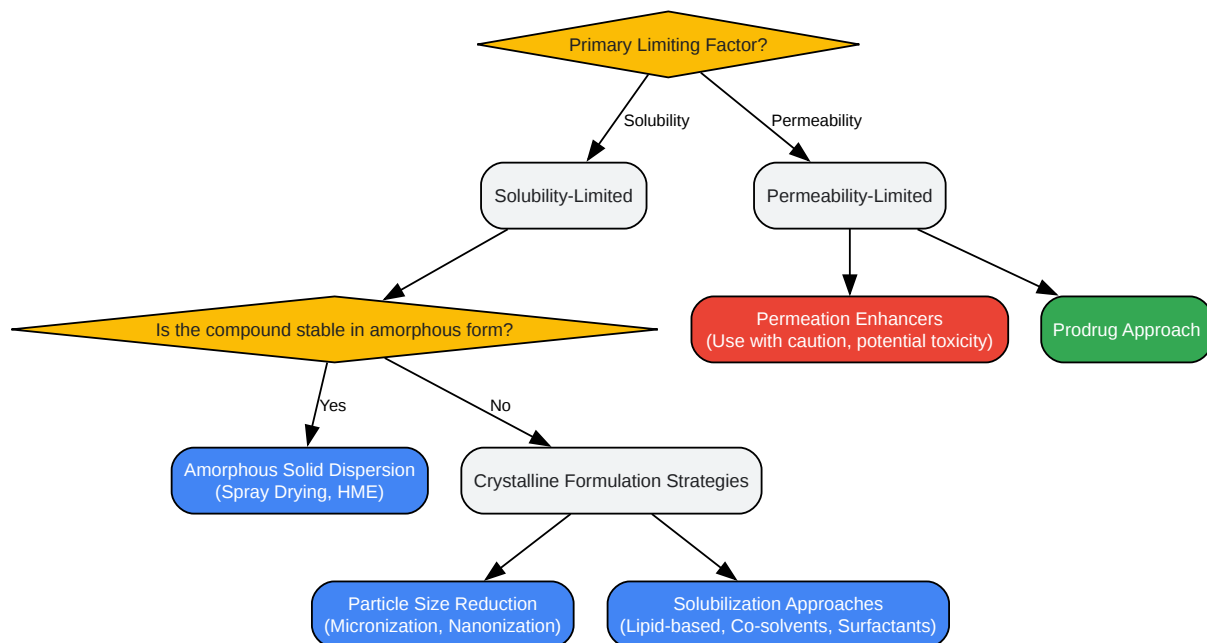 Primary Limiting Factor?
Solubility
Permeability
Solubility-Limited
Permeability-Limited
Is the compound stable in amorphous form?
Permeation Enhancers
(Use with caution, potential toxicity)
Prodrug Approach
Yes
No
Amorphous Solid Dispersion
(Spray Drying, HME)
Crystalline Formulation Strategies
Particle Size Reduction
(Micronization, Nanonization)
Solubilization Approaches
(Lipid-based, Co-solvents, Surfactants)